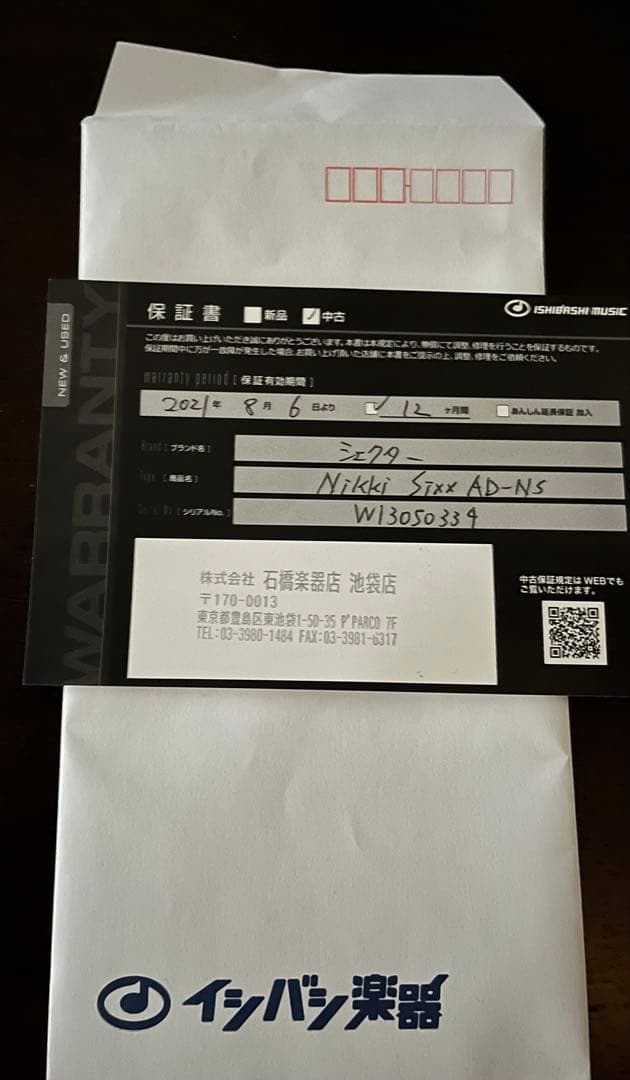 保証書 新品 ✓中古 ISHIBASHI MUSIC
NEW & USED
WARRANTY
この度はお買い上げいただき誠にありがとうございます。本書は本規定により、無償にて調整、修理を行うことを保証するものです。
保証期間中に万が一故障が発生した場合、お買い上げ頂いた店舗に本書をご提示の上、調整、修理をご依頼ください。
warranty period [ 保証有効期間 ]
2021年 8月 6日より ✓ 12ヶ月間 あんしん延長保証 加入
Brand [ ブランド名 ] シェクター
Type [ 商品名 ] Nikki Sixx AD-NS
Serial No [ シリアルNo. ] W13050334
株式会社 石橋楽器店 池袋店
〒170-0013
東京都豊島区東池袋1-50-35 P'PARCO 7F
TEL:03-3980-1484 FAX:03-3981-6317
中古保証規定は WEBでも
ご覧いただけます。
イシバシ楽器